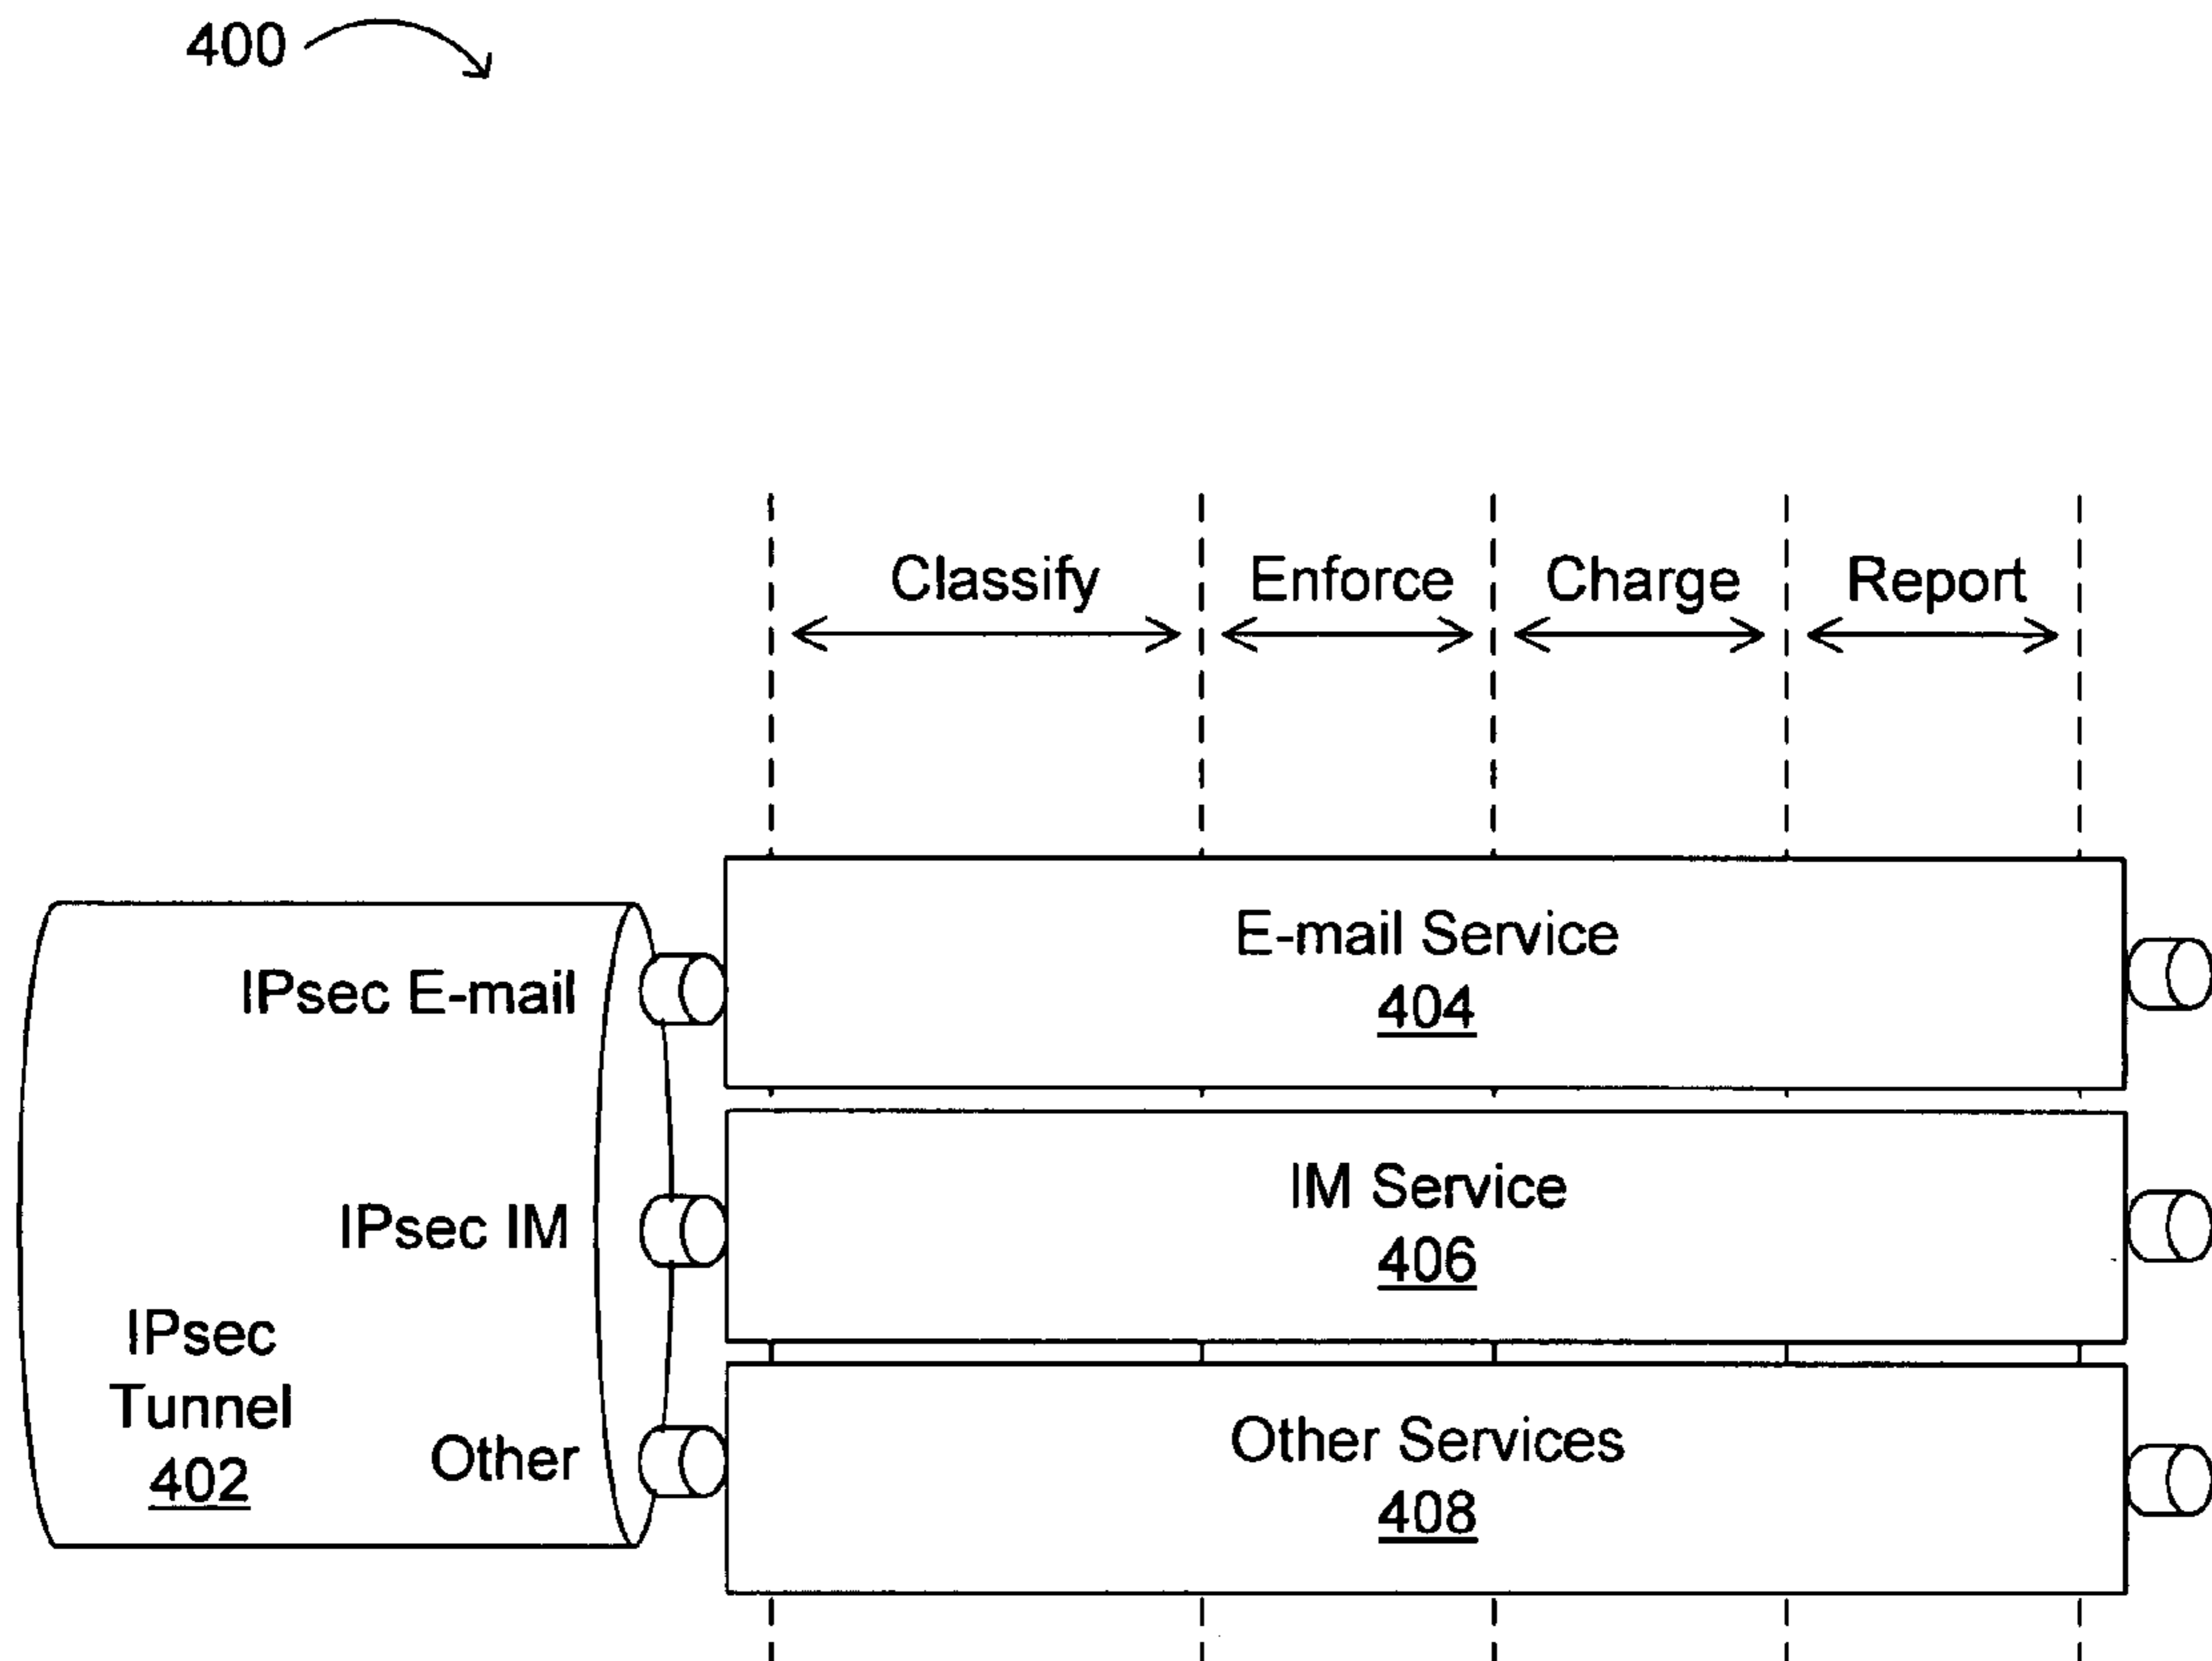 400
Classify Enforce Charge Report
E-mail Service
404
IPsec E-mail
IM Service
406
IPsec IM
IPsec
Tunnel
402
Other
Other Services
408